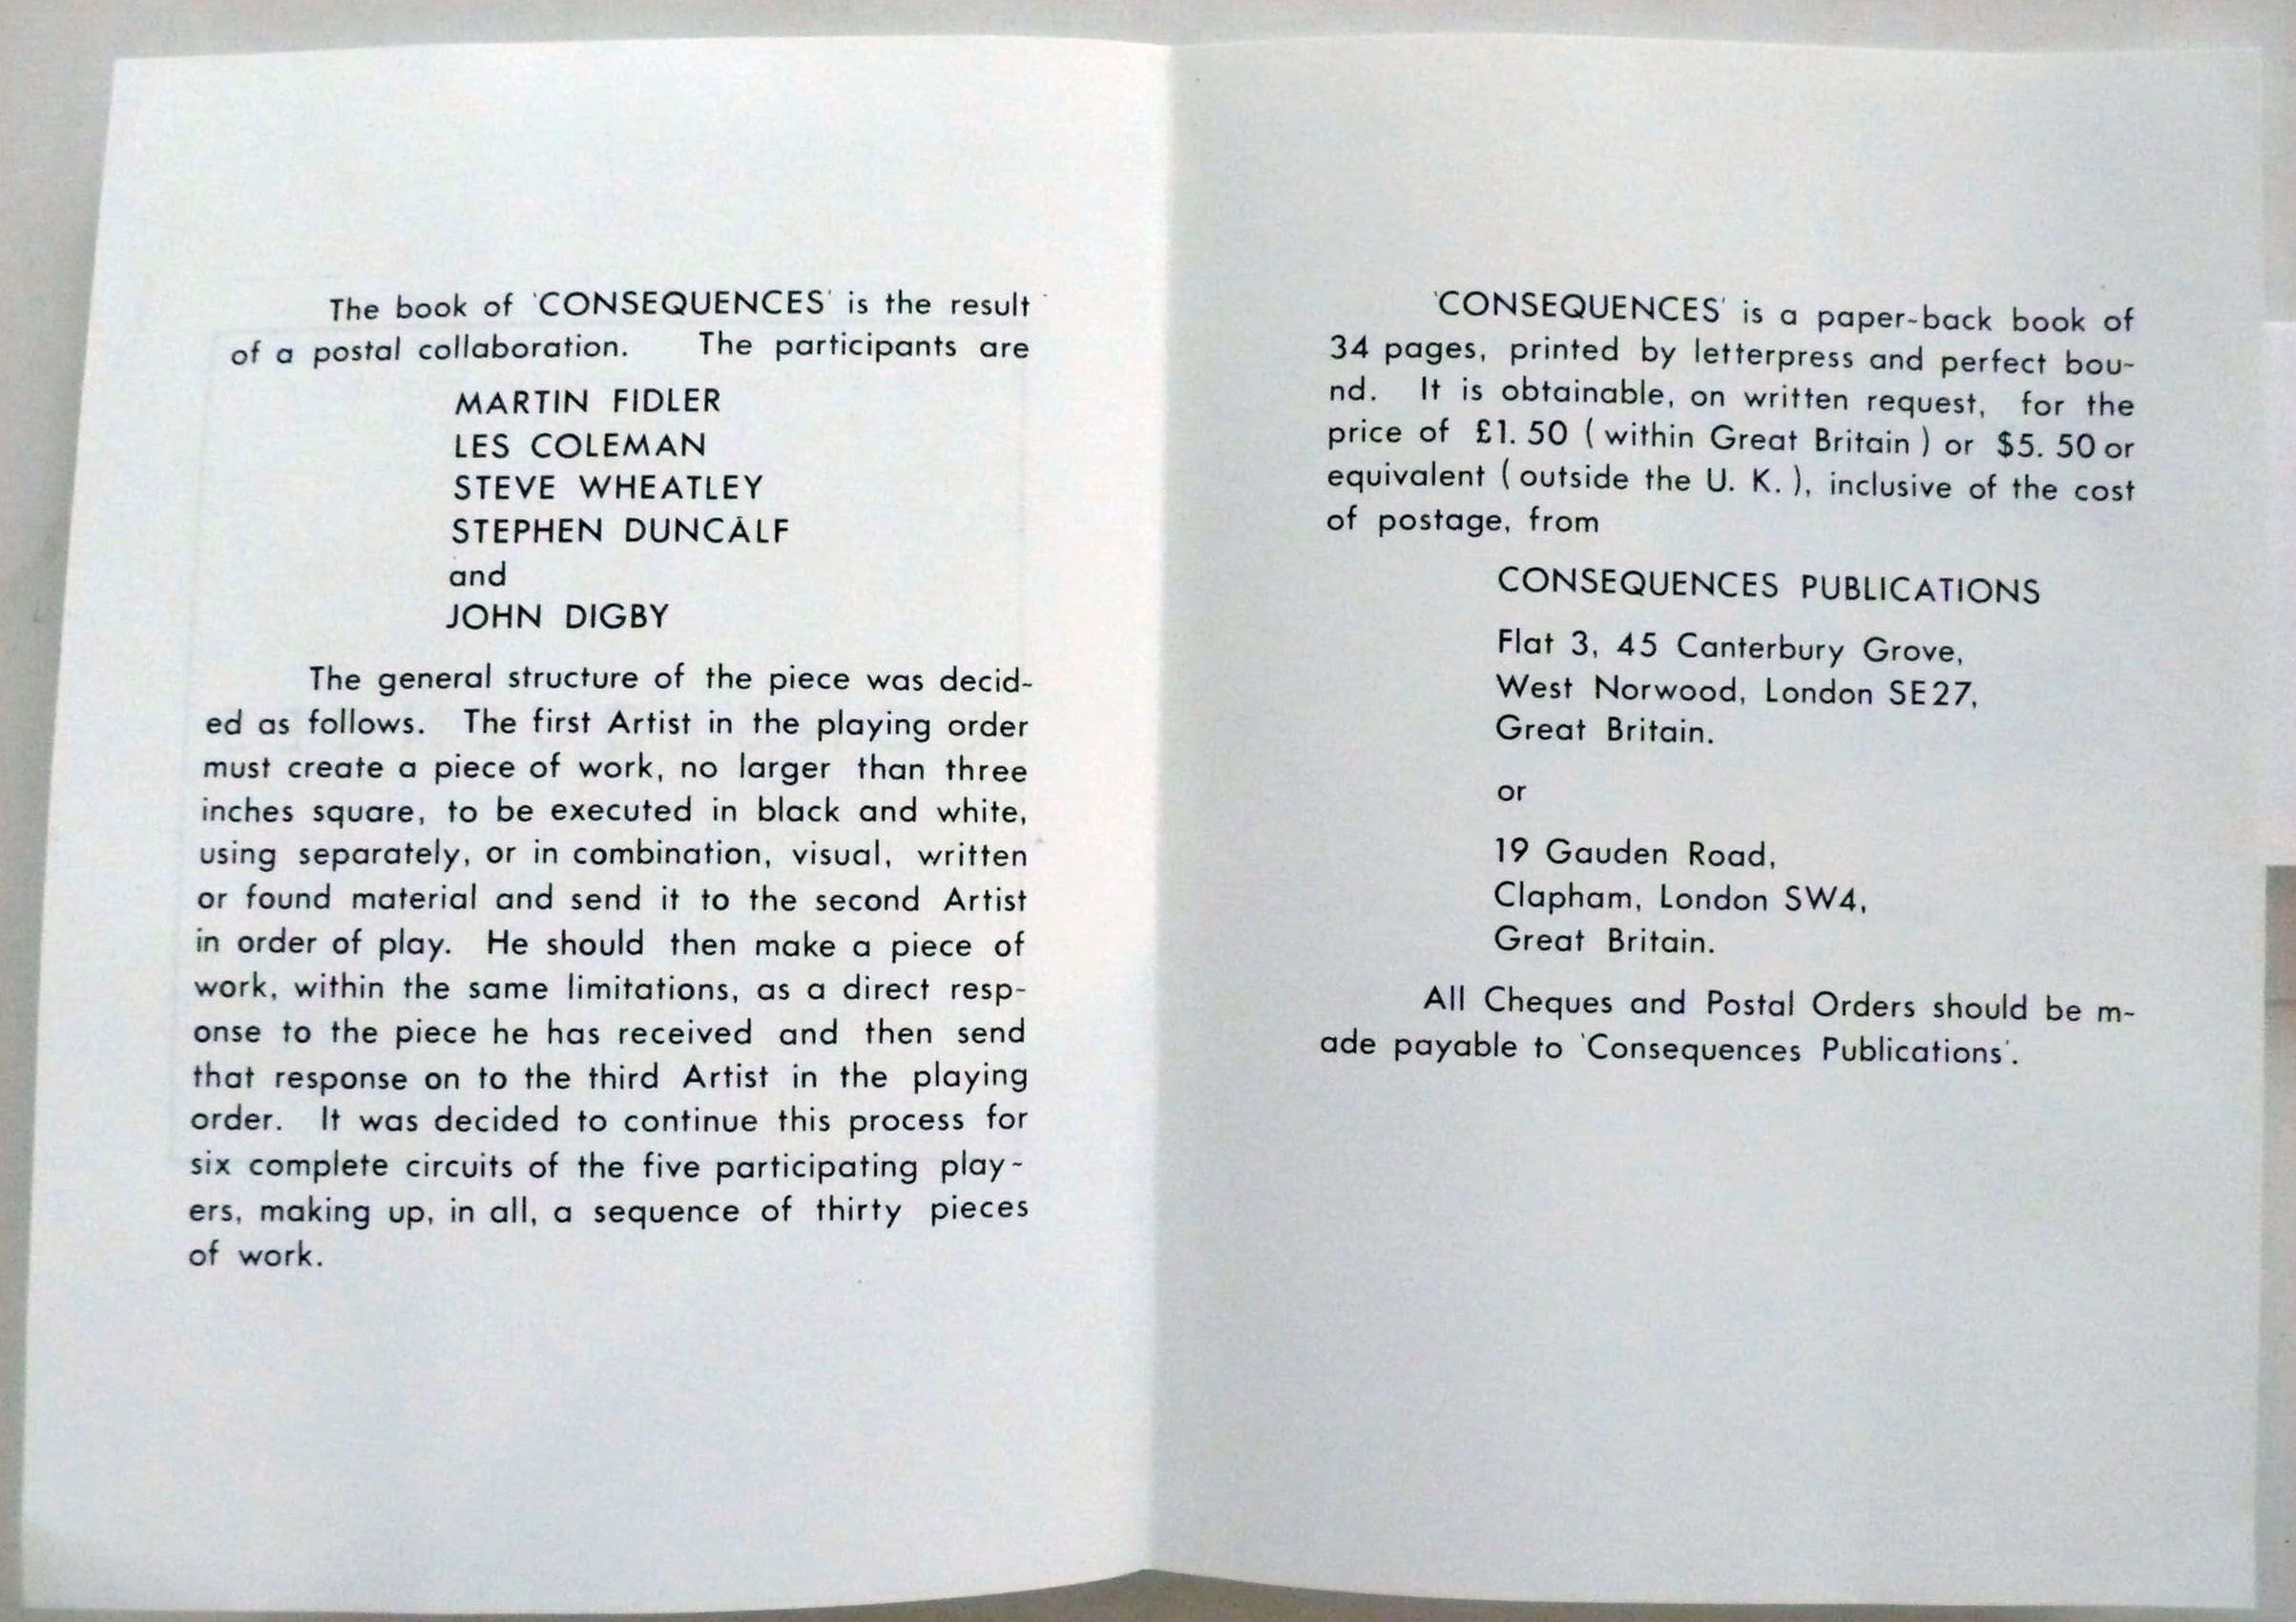 The book of 'CONSEQUENCES' is the result
of a postal collaboration. The participants are
MARTIN FIDLER
LES COLEMAN
STEVE WHEATLEY
STEPHEN DUNCALF
and
JOHN DIGBY
The general structure of the piece was decid-
ed as follows. The first Artist in the playing order
must create a piece of work, no larger than three
inches square, to be executed in black and white,
using separately, or in combination, visual, written
or found material and send it to the second Artist
in order of play. He should then make a piece of
work, within the same limitations, as a direct resp-
onse to the piece he has received and then send
that response on to the third Artist in the playing
order. It was decided to continue this process for
six complete circuits of the five participating play-
ers, making up, in all, a sequence of thirty pieces
of work.
'CONSEQUENCES' is a paper-back book of
34 pages, printed by letterpress and perfect bou-
nd. It is obtainable, on written request, for the
price of £1. 50 ( within Great Britain ) or $5. 50 or
equivalent ( outside the U. K. ), inclusive of the cost
of postage, from
CONSEQUENCES PUBLICATIONS
Flat 3, 45 Canterbury Grove,
West Norwood, London SE27,
Great Britain.
or
19 Gauden Road,
Clapham, London SW4,
Great Britain.
All Cheques and Postal Orders should be m-
ade payable to 'Consequences Publications'.